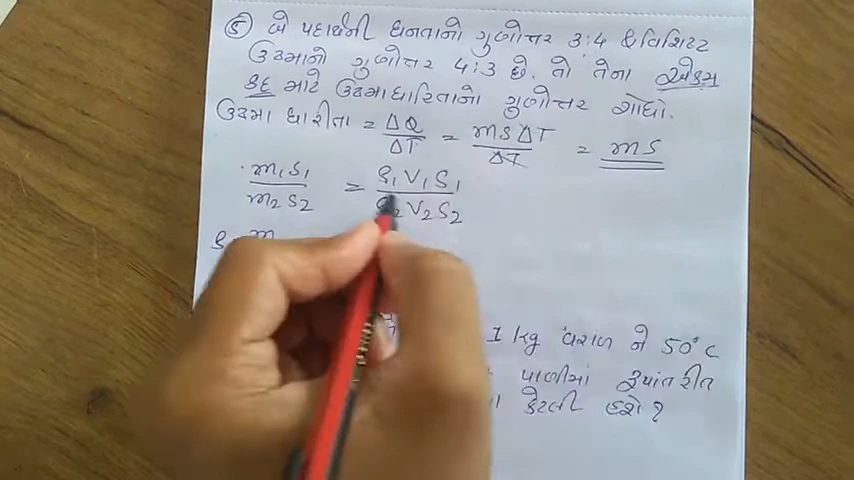 ⑤ બે પદાર્થની ઘનતાનો ગુણોત્તર 3:4 છે વિશિષ્ટ
ઉષ્માનો ગુણોત્તર 4:3 છે. તો તેના એકમ
કદ માટે ઉષ્માધારિતાનો ગુણોત્તર શોધો.
ઉષ્મા ધારીતા = ΔQ/ΔT = msΔT/ΔT = ms
m₁s₁/m₂s₂ = ρ₁V₁S₁/ρ₂V₂S₂
1 kg વરાળ ને 50°C
પાણીમાં રૂપાંતરીત
કેટલી હશે ?